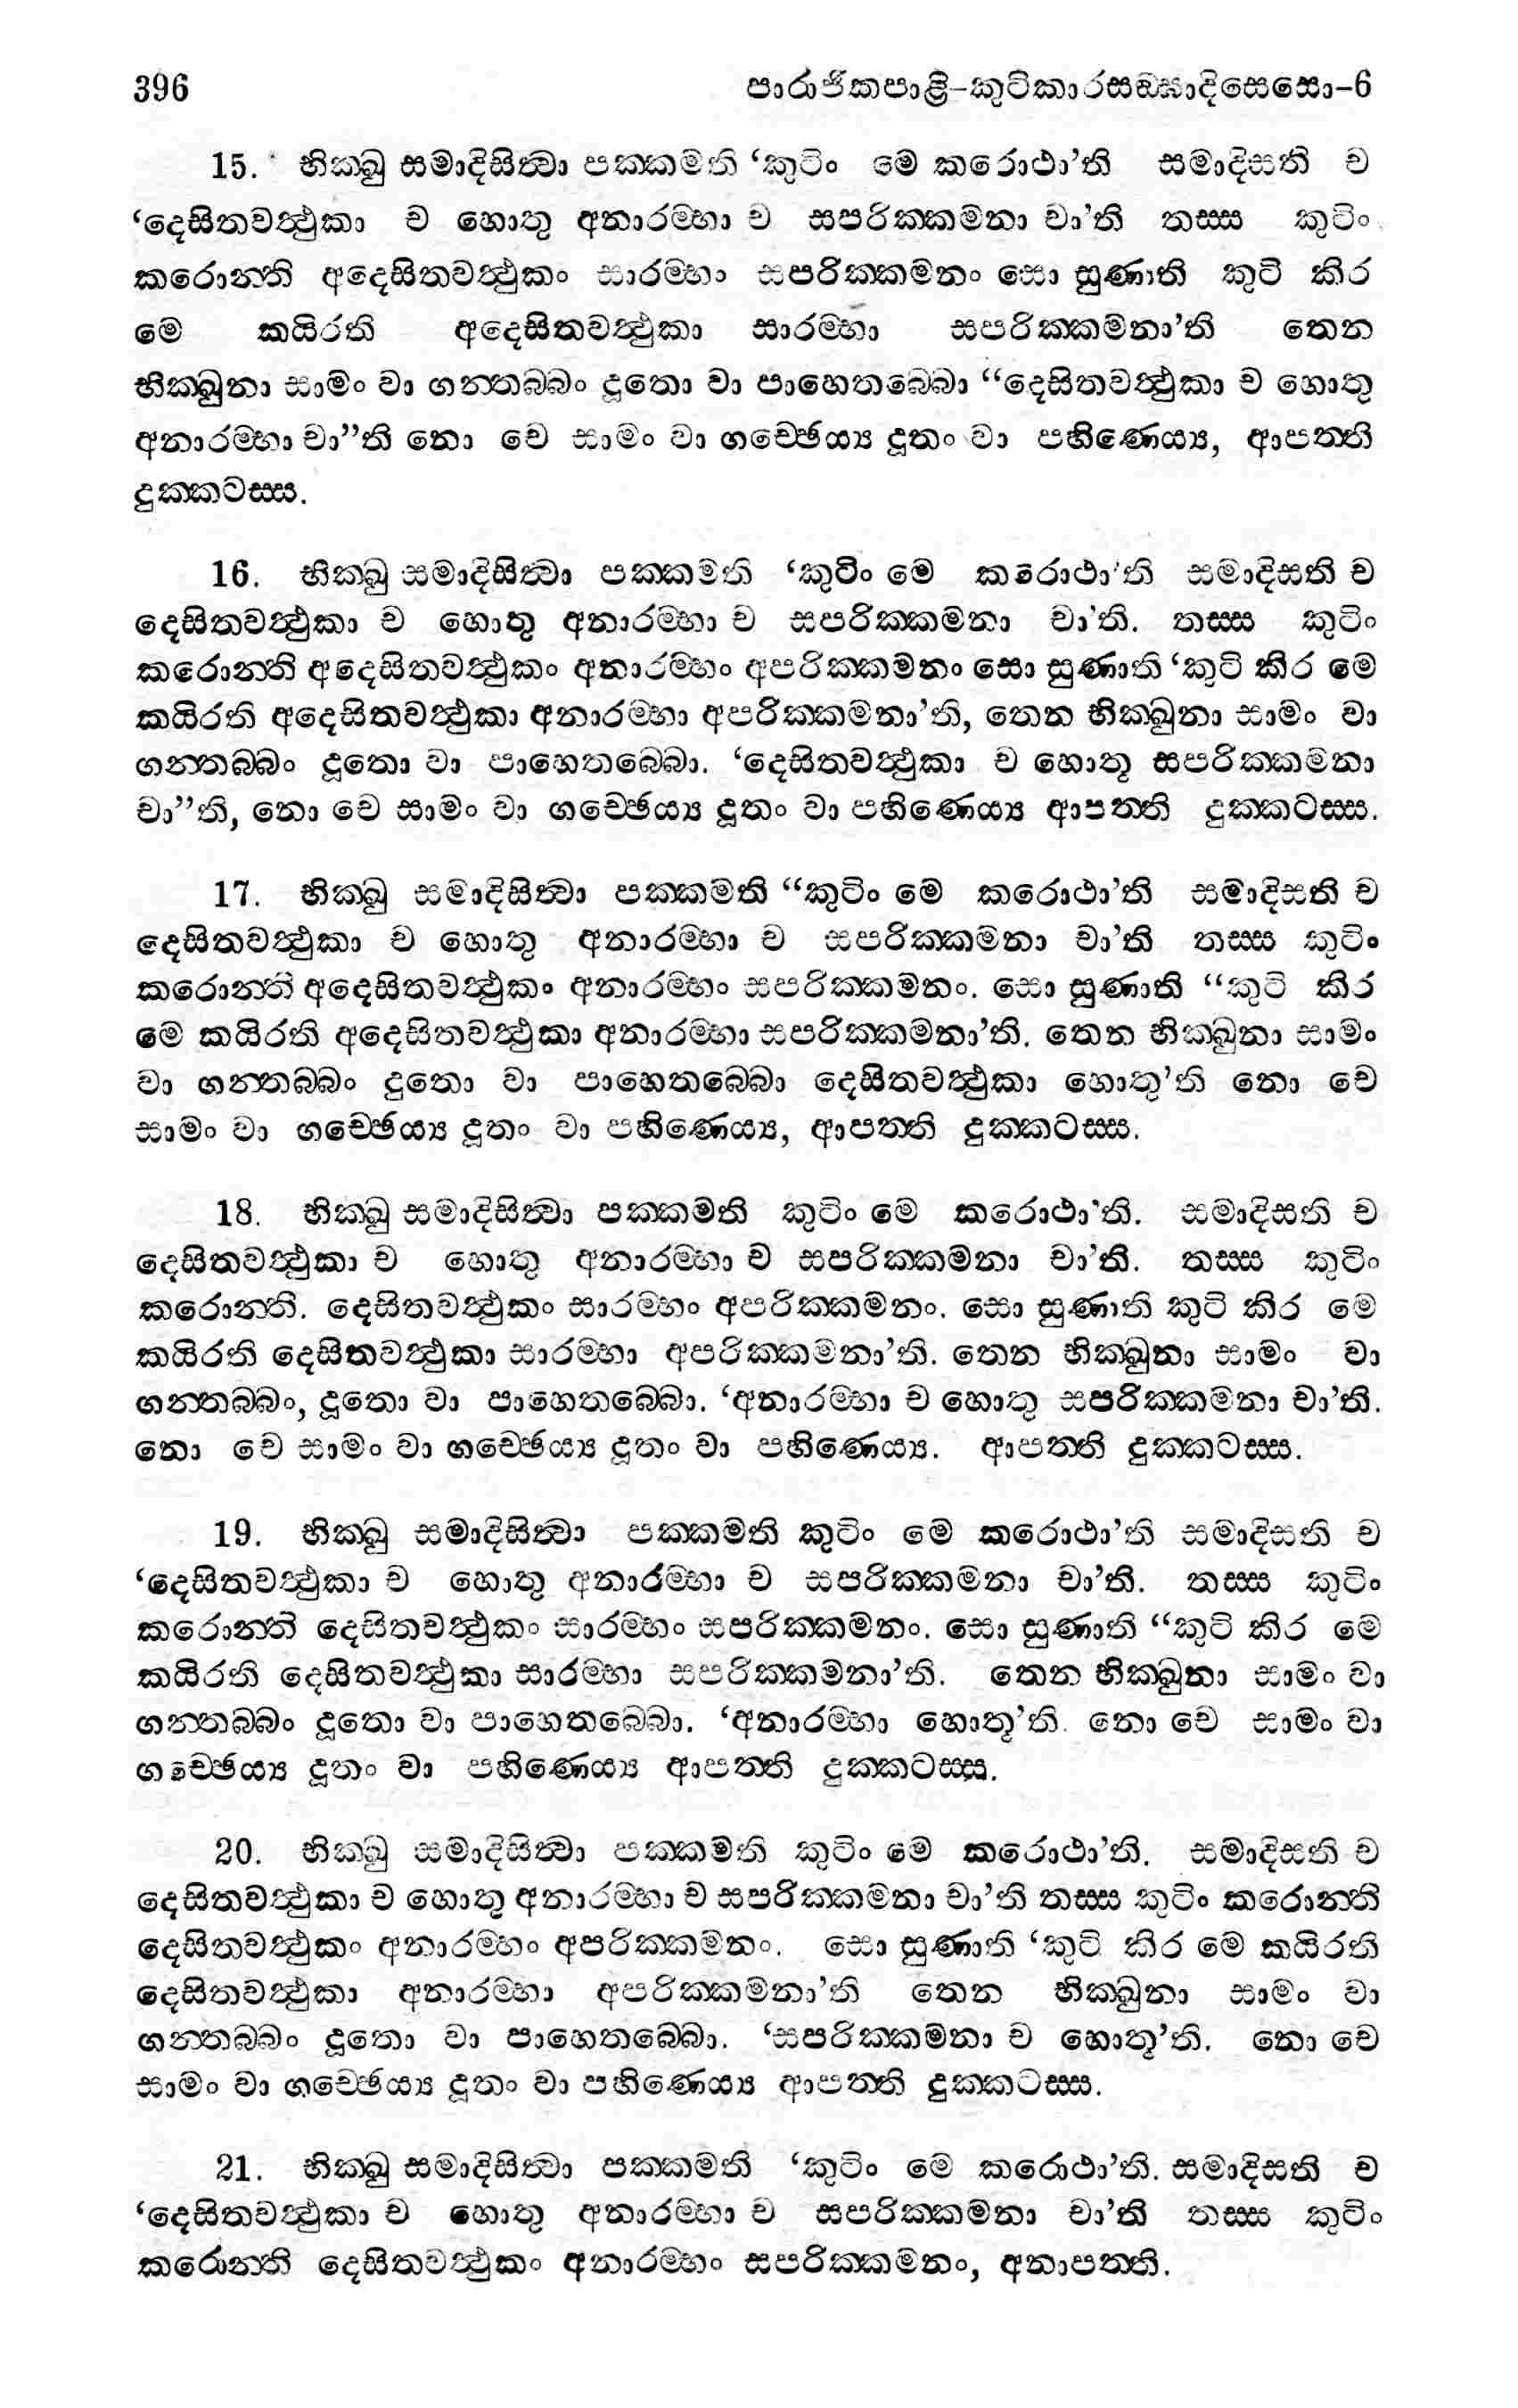 396 පාරාජිකපාළි-කුටිකාරසඞ්ඝාදිසෙසො-6
15. භික්ඛු සමාදිසිත්වා පක්කමති ‘කුටිං මෙ කරොථා’ති සමාදිසති ච
‘දෙසිතවත්ථුකා ච හොතු අනාරම්භා ච සපරික්කමනා චා’ති තස්ස කුටිං
කරොන්ති අදෙසිතවත්ථුකං සාරම්භං සපරික්කමනං සො සුණාති කුටි කිර
මෙ කයිරති අදෙසිතවත්ථුකා සාරම්භා සපරික්කමනා’ති තෙන
භික්ඛුනා සාමං වා ගන්තබ්බං දූතො වා පාහෙතබ්බො “දෙසිතවත්ථුකා ච හොතු
අනාරම්භා චා”ති නො චෙ සාමං වා ගච්ඡෙය්‍ය දූතං වා පහිණෙය්‍ය, ආපත්ති
දුක්කටස්ස.
16. භික්ඛු සමාදිසිත්වා පක්කමති ‘කුටිං මෙ කරොථා’ති සමාදිසති ච
දෙසිතවත්ථුකා ච හොතු අනාරම්භා ච සපරික්කමනා චා’ති. තස්ස කුටිං
කරොන්ති අදෙසිතවත්ථුකං අනාරම්භං අපරික්කමනං සො සුණාති ‘කුටි කිර මෙ
කයිරති අදෙසිතවත්ථුකා අනාරම්භා අපරික්කමනා’ති, තෙන භික්ඛුනා සාමං වා
ගන්තබ්බං දූතො වා පාහෙතබ්බො. ‘දෙසිතවත්ථුකා ච හොතූ සපරික්කමනා
චා”ති, නො චෙ සාමං වා ගච්ඡෙය්‍ය දූතං වා පහිණෙය්‍ය ආපත්ති දුක්කටස්ස.
17. භික්ඛු සමාදිසිත්වා පක්කමති “කුටිං මෙ කරොථා’ති සමාදිසති ච
දෙසිතවත්ථුකා ච හොතු අනාරම්භා ච සපරික්කමනා චා’ති තස්ස කුටිං
කරොන්ති අදෙසිතවත්ථුකං අනාරම්භං සපරික්කමනං. සො සුණාති “කුටි කිර
මෙ කයිරති අදෙසිතවත්ථුකා අනාරම්භා සපරික්කමනා’ති. තෙන භික්ඛුනා සාමං
වා ගන්තබ්බං දුතො වා පාහෙතබ්බො දෙසිතවත්ථුකා හොතු’ති නො චෙ
සාමං වා ගච්ඡෙය්‍ය දූතං වා පහිණෙය්‍ය, ආපත්ති දුක්කටස්ස.
18. භික්ඛු සමාදිසිත්වා පක්කමති කුටිං මෙ කරොථා’ති. සමාදිසති ච
දෙසිතවත්ථුකා ච හොතු අනාරම්භා ච සපරික්කමනා චා’ති. තස්ස කුටිං
කරොන්ති. දෙසිතවත්ථුකං සාරම්භං අපරික්කමනං. සො සුණාති කුටි කිර මෙ
කයිරති දෙසිතවත්ථුකා සාරම්භා අපරික්කමනා’ති. තෙන භික්ඛුනා සාමං වා
ගන්තබ්බං, දූතො වා පාහෙතබ්බො. ‘අනාරම්භා ච හොතු සපරික්කමනා චා’ති.
නො චෙ සාමං වා ගච්ඡෙය්‍ය දූතං වා පහිණෙය්‍ය. ආපත්ති දුක්කටස්ස.
19. භික්ඛු සමාදිසිත්වා පක්කමති කුටිං මෙ කරොථා’ති සමාදිසති ච
‘දෙසිතවත්ථුකා ච හොතු අනාරම්භා ච සපරික්කමනා චා’ති. තස්ස කුටිං
කරොන්ති දෙසිතවත්ථුකං සාරම්භං සපරික්කමනං. සො සුණාති “කුටි කිර මෙ
කයිරති දෙසිතවත්ථුකා සාරම්භා සපරික්කමනා’ති. තෙන භික්ඛුනා සාමං වා
ගන්තබ්බං දූතො වා පාහෙතබ්බො. ‘අනාරම්භා හොතූ’ති. නො චෙ සාමං වා
ගච්ඡෙය්‍ය දූතං වා පහිණෙය්‍ය ආපත්ති දුක්කටස්ස.
20. භික්ඛු සමාදිසිත්වා පක්කමති කුටිං මෙ කරොථා’ති. සමාදිසති ච
දෙසිතවත්ථුකා ච හොතු අනාරම්භා ච සපරික්කමනා චා’ති තස්ස කුටිං කරොන්ති
දෙසිතවත්ථුකං අනාරම්භං අපරික්කමනං. සො සුණාති ‘කුටි කිර මෙ කයිරති
දෙසිතවත්ථුකා අනාරම්භා අපරික්කමනා’ති තෙන භික්ඛුනා සාමං වා
ගන්තබ්බං දූතො වා පාහෙතබ්බො. ‘සපරික්කමනා ච හොතූ’ති. නො චෙ
සාමං වා ගච්ඡෙය්‍ය දූතං වා පහිණෙය්‍ය ආපත්ති දුක්කටස්ස.
21. භික්ඛු සමාදිසිත්වා පක්කමති ‘කුටිං මෙ කරොථා’ති. සමාදිසති ච
‘දෙසිතවත්ථුකා ච හොතු අනාරම්භා ච සපරික්කමනා චා’ති තස්ස කුටිං
කරොන්ති දෙසිතවත්ථුකං අනාරම්භං සපරික්කමනං, අනාපත්ති.